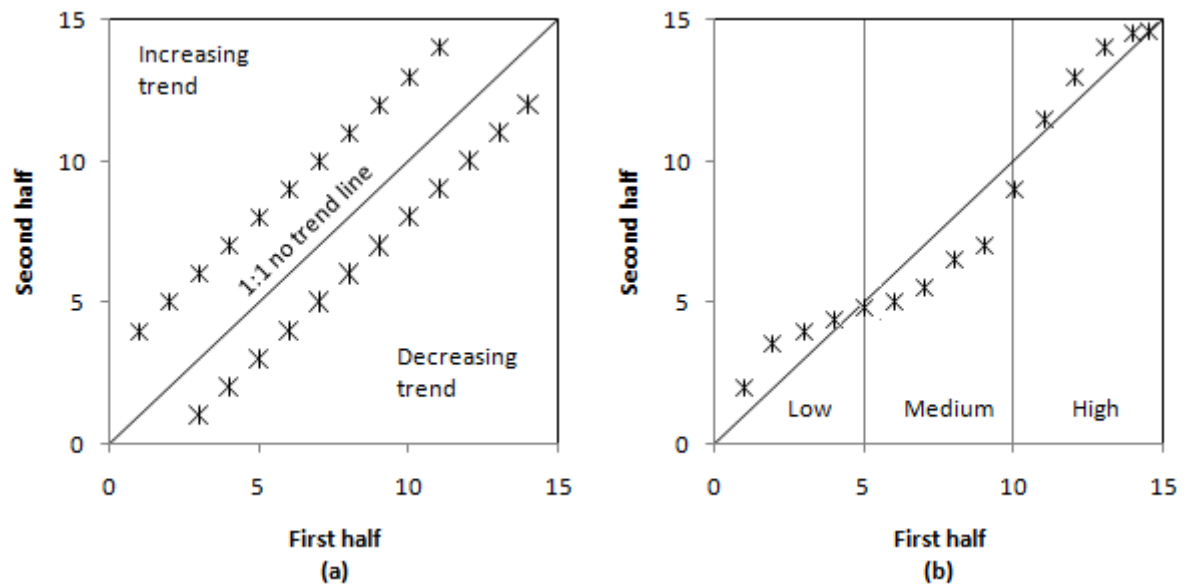 15
10
5
0
Second half
Increasing
trend
1:1 no trend line
Decreasing
trend
0
5
10
15
First half
(a)
15
10
5
0
Second half
Low
Medium
High
0
5
10
15
First half
(b)